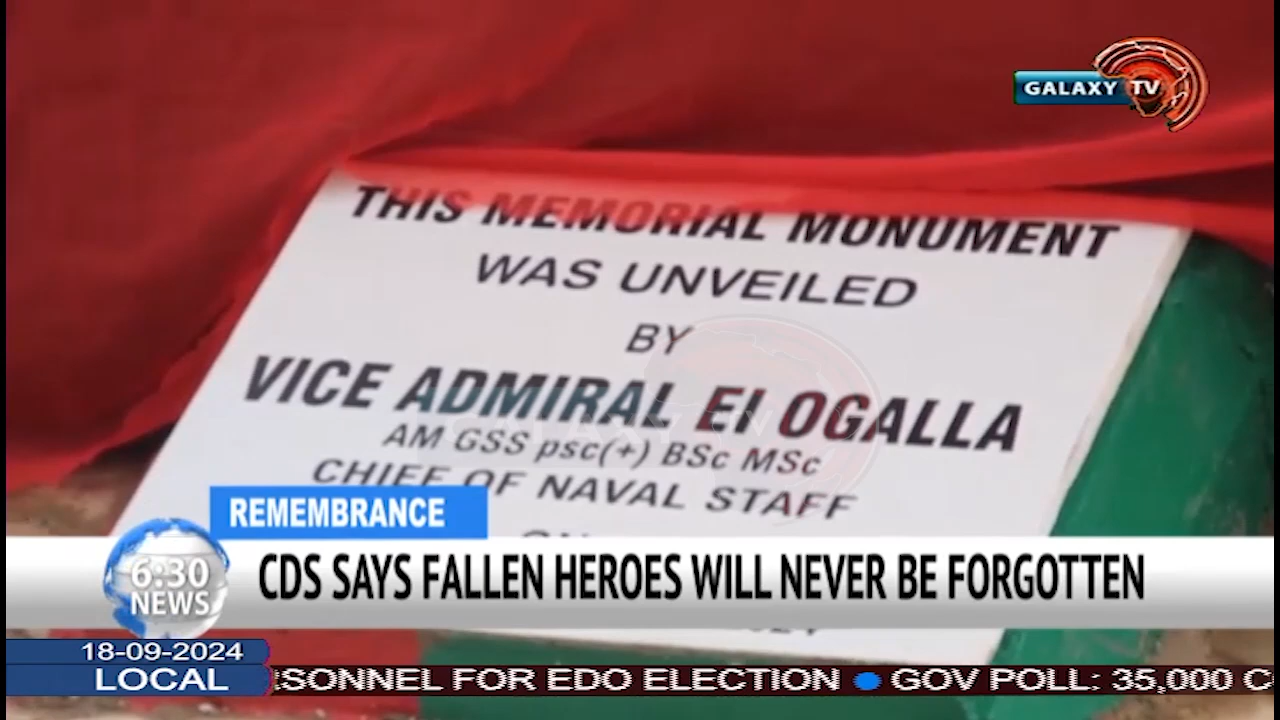 GALAXY TV
THIS MEMORIAL MONUMENT
WAS UNVEILED
BY
VICE ADMIRAL EI OGALLA
AM GSS psc(+) BSc MSc
CHIEF OF NAVAL STAFF
REMEMBRANCE
6:30
NEWS
CDS SAYS FALLEN HEROES WILL NEVER BE FORGOTTEN
18-09-2024
LOCAL
FOR EDO ELECTION GOV POLL: 35,000